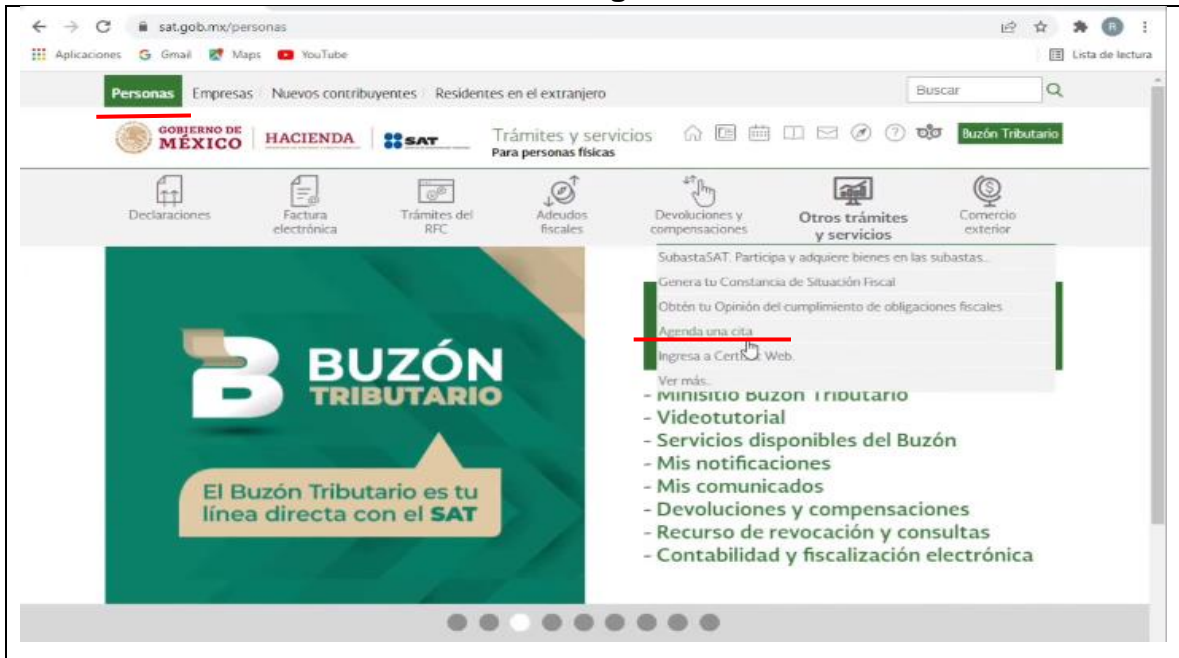 sat.gob.mx/personas
Aplicaciones Gmail Maps YouTube Lista de lectura
Personas Empresas Nuevos contribuyentes Residentes en el extranjero Buscar
GOBIERNO DE MÉXICO HACIENDA SAT Trámites y servicios Buzón Tributario
Para personas físicas
Declaraciones Factura electrónica Trámites del RFC Adeudos fiscales Devoluciones y compensaciones Otros trámites y servicios Comercio exterior
SubastaSAT. Participa y adquiere bienes en las subastas..
Genera tu Constancia de Situación Fiscal
Obtén tu Opinión del cumplimiento de obligaciones fiscales
Agenda una cita
Ingresa a Web.
Ver más..
BUZÓN
TRIBUTARIO
El Buzón Tributario es tu
línea directa con el SAT
- Minisitio Buzón Tributario
- Videotutorial
- Servicios disponibles del Buzón
- Mis notificaciones
- Mis comunicados
- Devoluciones y compensaciones
- Recurso de revocación y consultas
- Contabilidad y fiscalización electrónica